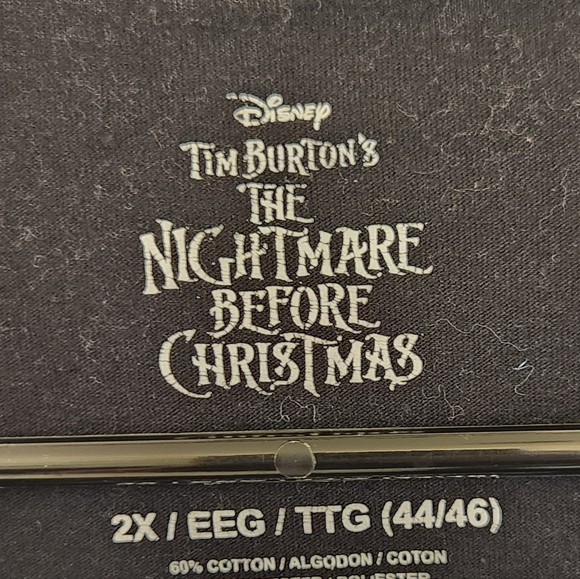 Disney
TIM BURTON'S
THE
NIGHTMARE
BEFORE
CHRISTMAS
2X / EEG / TTG (44/46)
60% COTTON / ALGODON / COTON